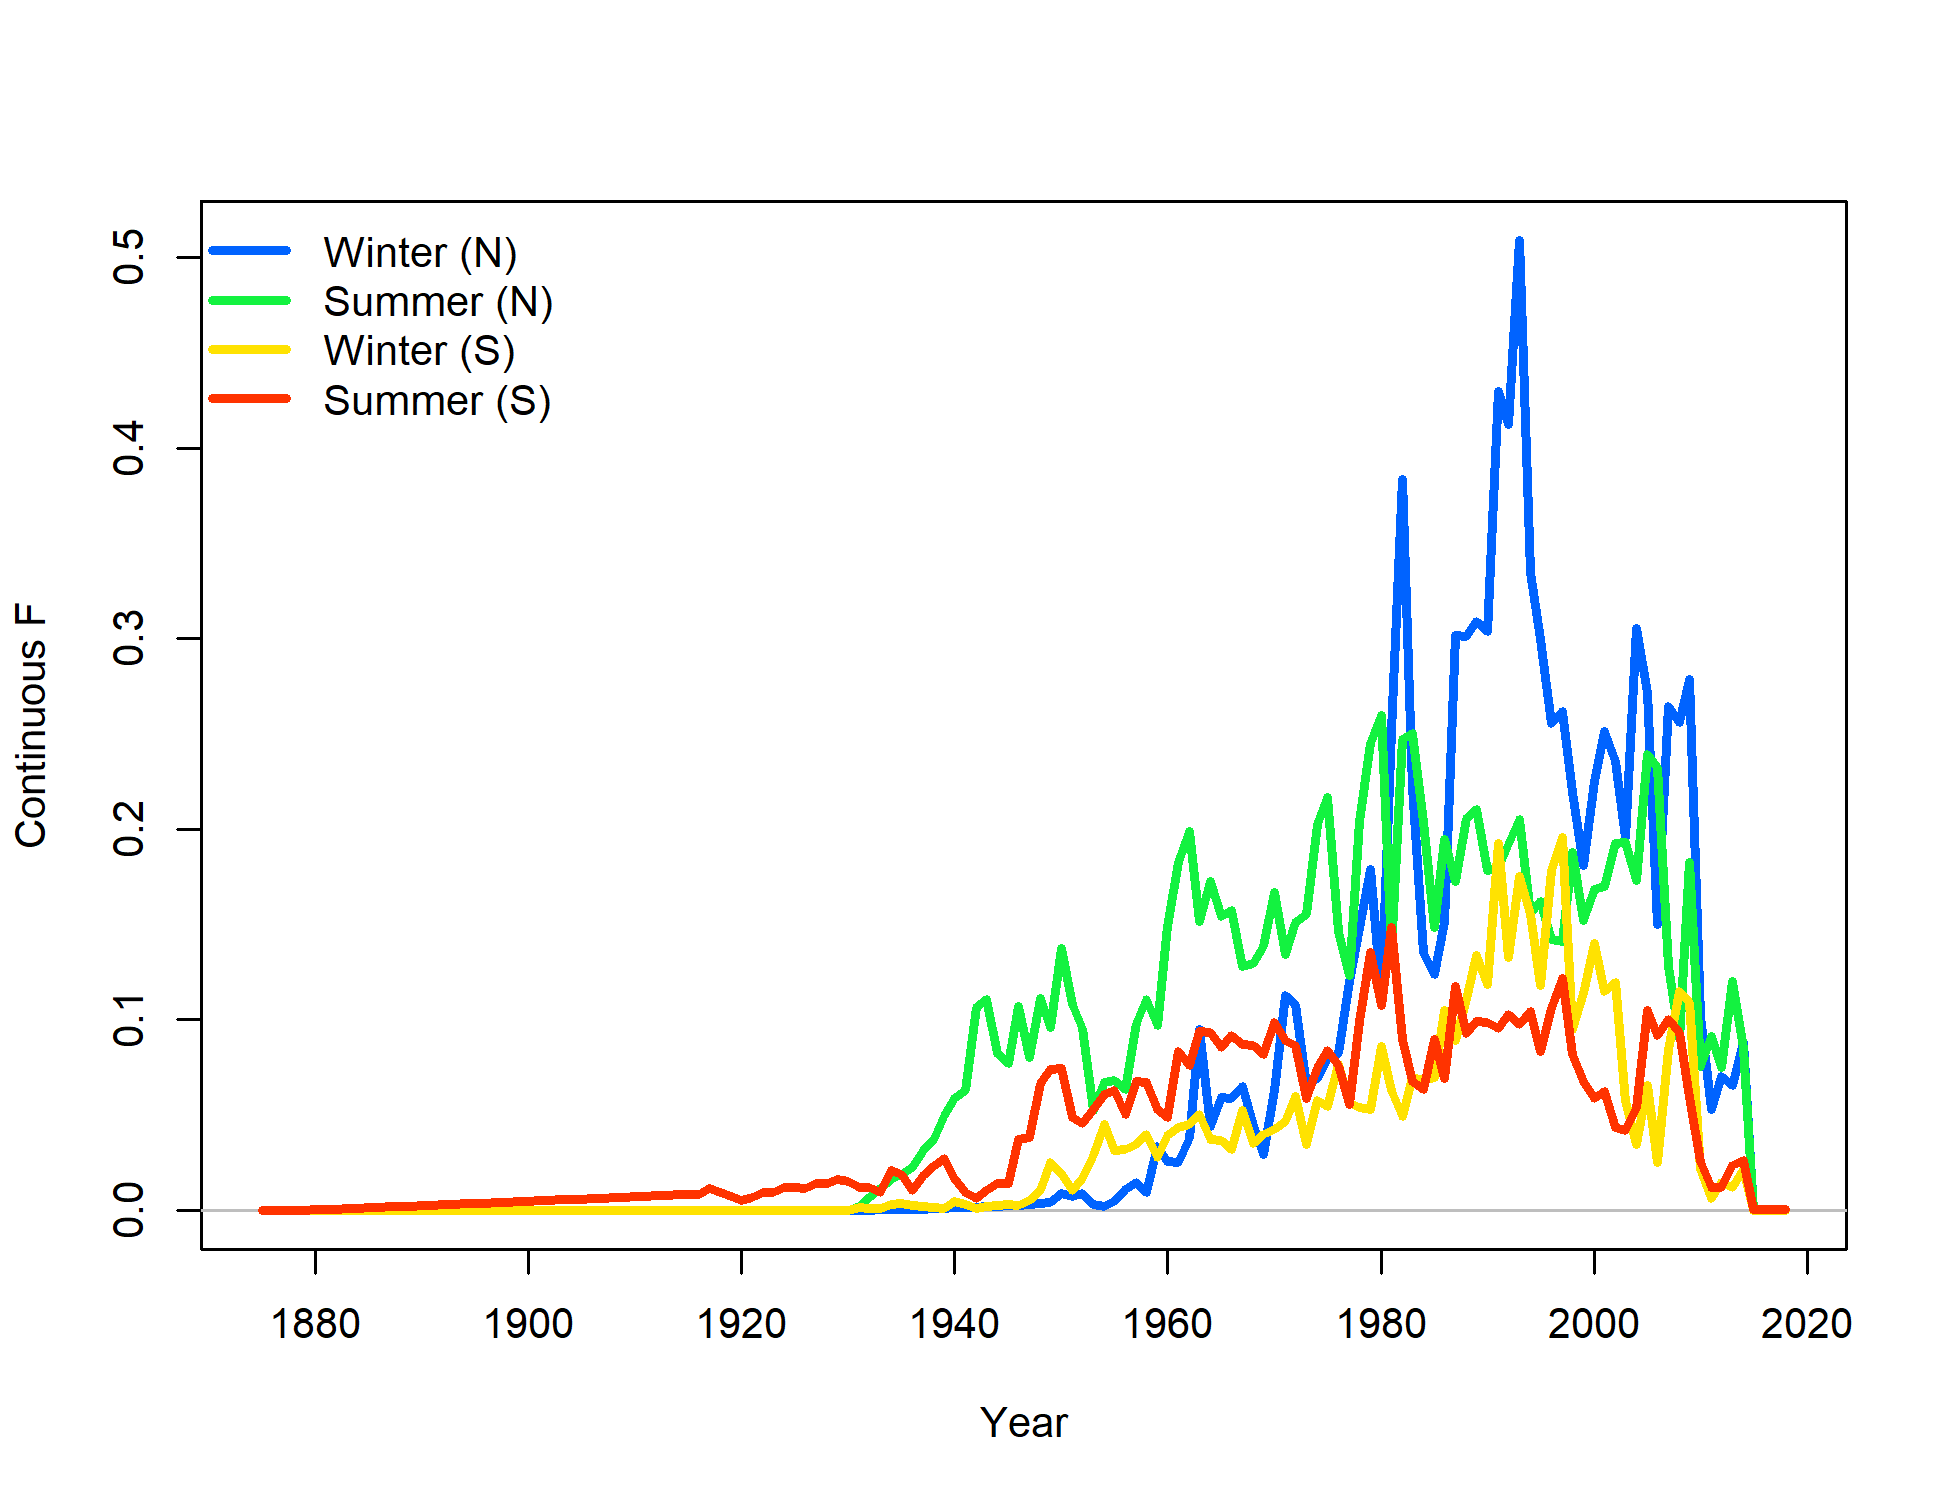 Winter (N)
Summer (N)
Winter (S)
Summer (S)
0.5
0.4
0.3
0.2
0.1
0.0
Continuous F
1880 1900 1920 1940 1960 1980 2000 2020
Year